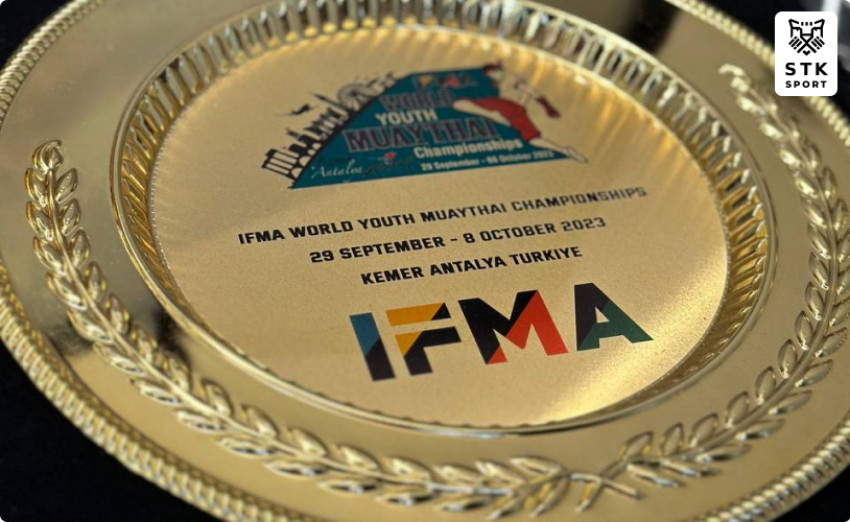 STK
SPORT
WORLD
YOUTH
MUAYTHAI
Championships
Antalya
29 September - 08 October 2023
IFMA WORLD YOUTH MUAYTHAI CHAMPIONSHIPS
29 SEPTEMBER - 8 OCTOBER 2023
KEMER ANTALYA TURKIYE
IFMA